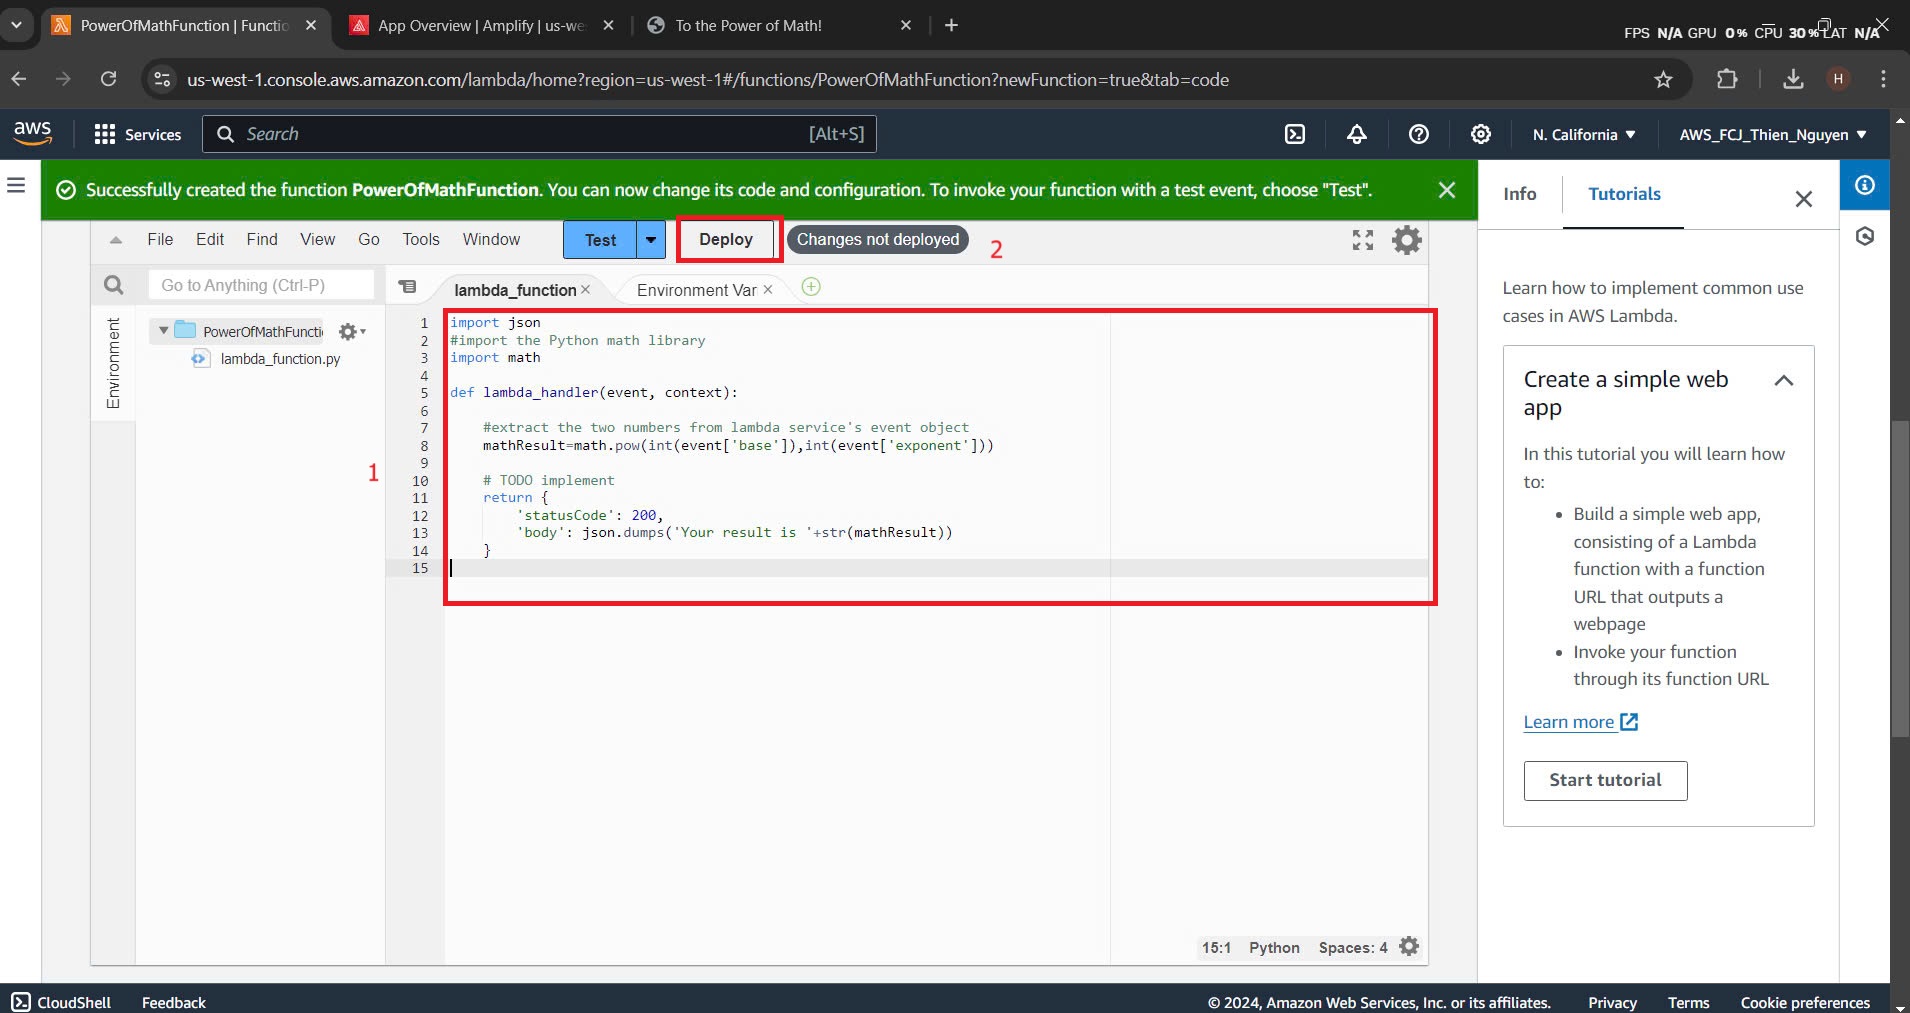 PowerOfMathFunction | Functio
App Overview | Amplify | us-we
To the Power of Math!
FPS N/A GPU 0% CPU 30% LAT N/A
us-west-1.console.aws.amazon.com/lambda/home?region=us-west-1#/functions/PowerOfMathFunction?newFunction=true&tab=code
H
aws
Services
Search
[Alt+S]
N. California
AWS_FCJ_Thien_Nguyen
Successfully created the function PowerOfMathFunction. You can now change its code and configuration. To invoke your function with a test event, choose "Test".
Info
Tutorials
File Edit Find View Go Tools Window
Test
Deploy
Changes not deployed
2
Go to Anything (Ctrl-P)
lambda_function
Environment Var
Environment
PowerOfMathFuncti
lambda_function.py
1
1 import json
2 #import the Python math library
3 import math
4
5 def lambda_handler(event, context):
6
7 #extract the two numbers from lambda service's event object
8 mathResult=math.pow(int(event['base']),int(event['exponent']))
9
10 # TODO implement
11 return {
12 'statusCode': 200,
13 'body': json.dumps('Your result is '+str(mathResult))
14 }
15
15:1 Python Spaces: 4
Learn how to implement common use
cases in AWS Lambda.
Create a simple web
app
In this tutorial you will learn how
to:
• Build a simple web app,
consisting of a Lambda
function with a function
URL that outputs a
webpage
• Invoke your function
through its function URL
Learn more
Start tutorial
CloudShell
Feedback
© 2024, Amazon Web Services, Inc. or its affiliates.
Privacy
Terms
Cookie preferences